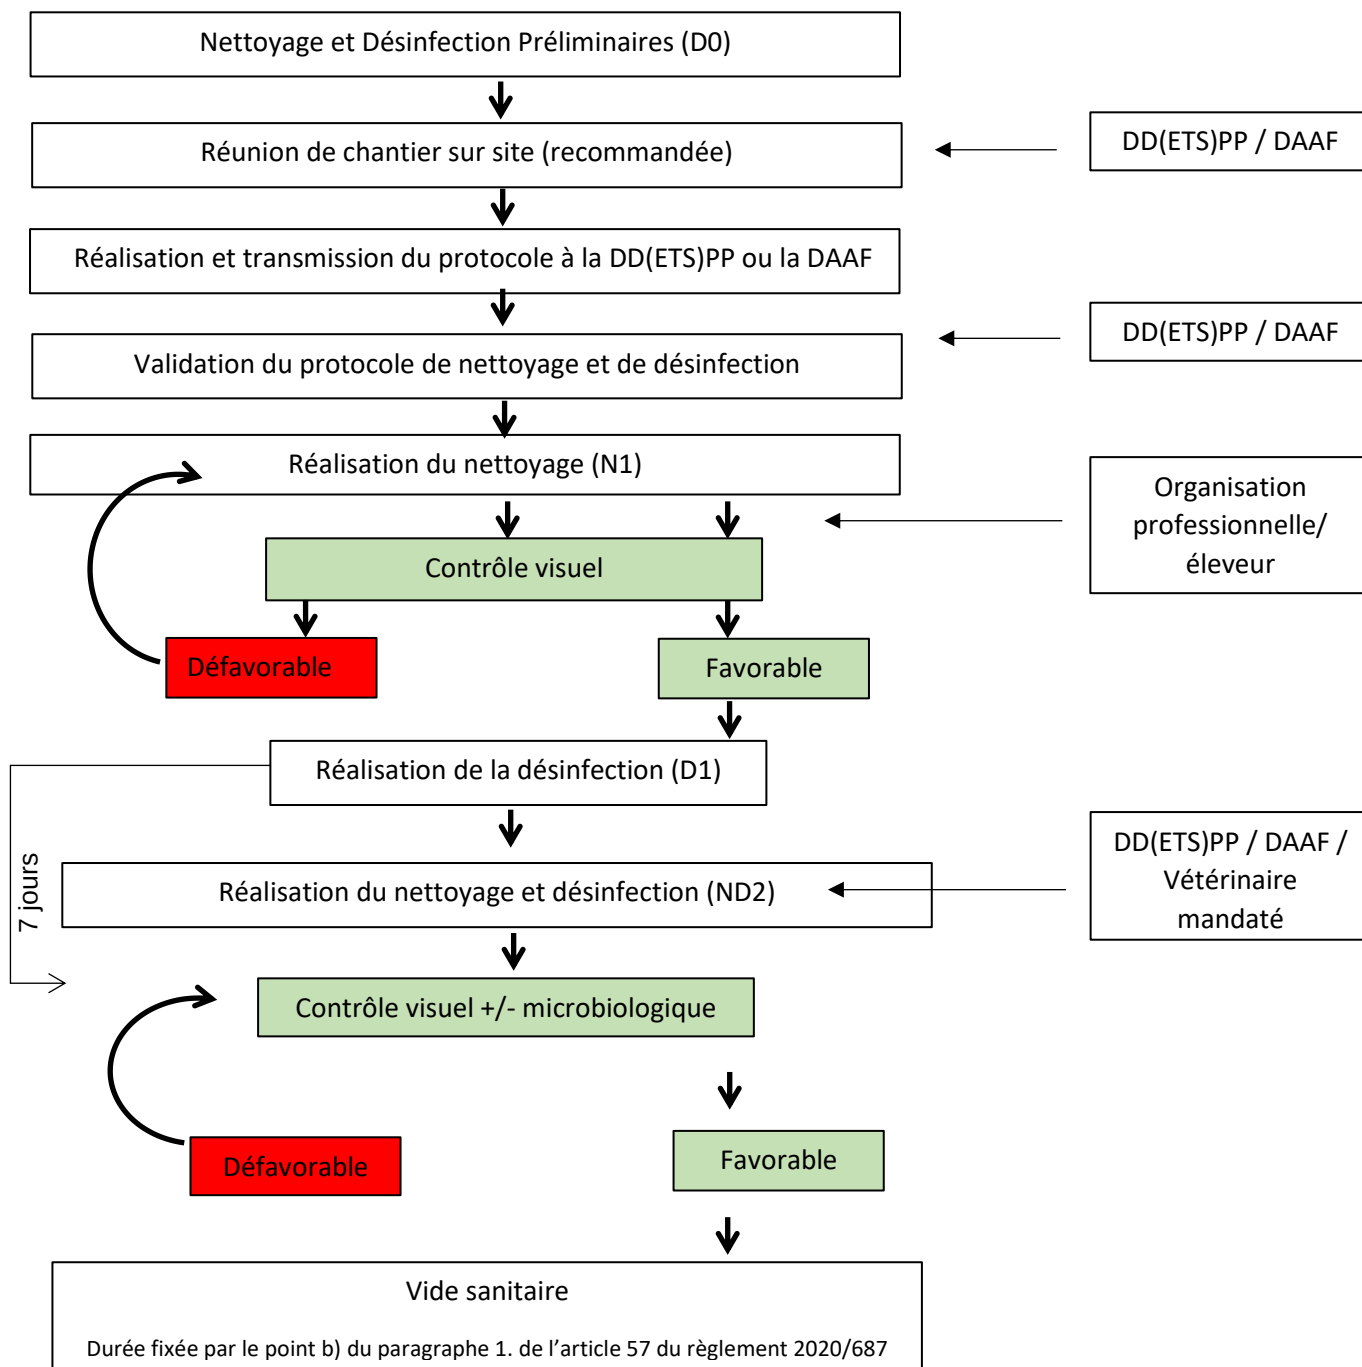 Nettoyage et Désinfection Préliminaires (D0)
Réunion de chantier sur site (recommandée)
DD(ETS)PP / DAAF
Réalisation et transmission du protocole à la DD(ETS)PP ou la DAAF
Validation du protocole de nettoyage et de désinfection
DD(ETS)PP / DAAF
Réalisation du nettoyage (N1)
Organisation
professionnelle/
éleveur
Contrôle visuel
Défavorable
Favorable
Réalisation de la désinfection (D1)
7 jours
Réalisation du nettoyage et désinfection (ND2)
DD(ETS)PP / DAAF /
Vétérinaire
mandaté
Contrôle visuel +/- microbiologique
Défavorable
Favorable
Vide sanitaire
Durée fixée par le point b) du paragraphe 1. de l’article 57 du règlement 2020/687